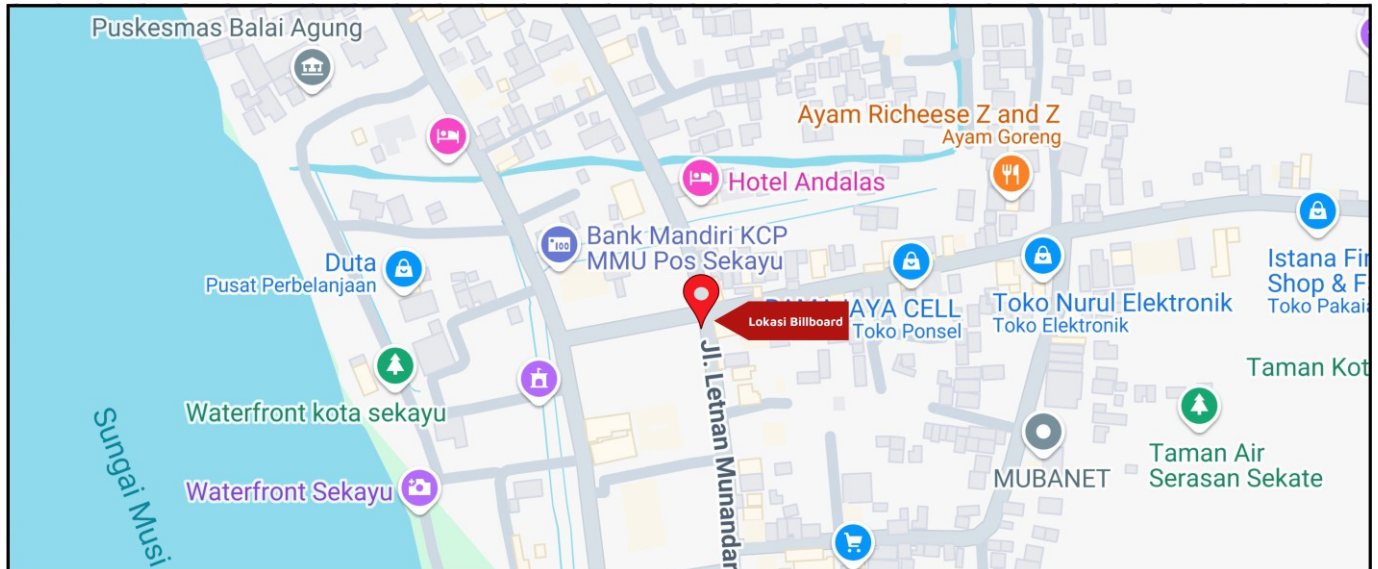 Puskesmas Balai Agung
Ayam Richeese Z and Z
Ayam Goreng
Hotel Andalas
Bank Mandiri KCP
MMU Pos Sekayu
100
Duta
Pusat Perbelanjaan
Istana Fi
Shop & F
Toko Pakai
JAYA CELL
Toko Ponsel
Toko Nurul Elektronik
Toko Elektronik
Lokasi Billboard
Jl. Letnan Munandar
Taman Kot
Waterfront kota sekayu
Sungai Musi
Waterfront Sekayu
MUBANET
Taman Air
Serasan Sekate